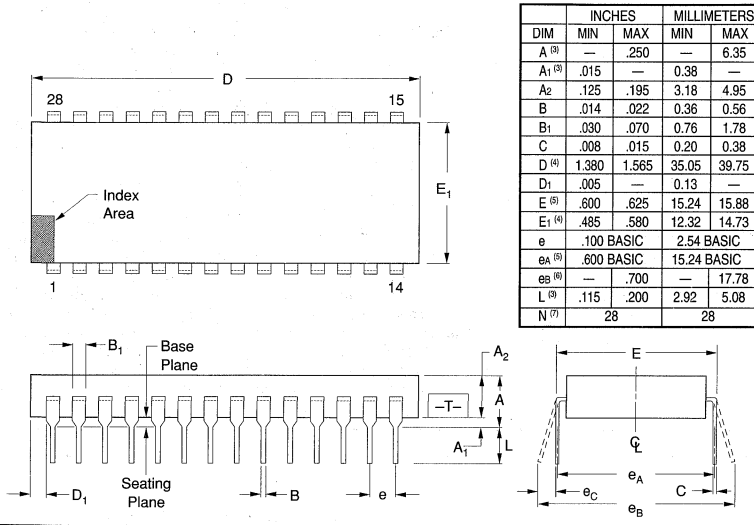 D
28 15
E1
Index
Area
1 14
INCHES MILLIMETERS
DIM MIN MAX MIN MAX
A (3) — .250 — 6.35
A1 (3) .015 — 0.38 —
A2 .125 .195 3.18 4.95
B .014 .022 0.36 0.56
B1 .030 .070 0.76 1.78
C .008 .015 0.20 0.38
D (4) 1.380 1.565 35.05 39.75
D1 .005 — 0.13 —
E (5) .600 .625 15.24 15.88
E1 (4) .485 .580 12.32 14.73
e .100 BASIC 2.54 BASIC
eA (5) .600 BASIC 15.24 BASIC
eB (6) — .700 — 17.78
L (3) .115 .200 2.92 5.08
N (7) 28 28
B1
Base
Plane
A2
A
–T–
A1
L
Seating
Plane
D1
B
e
E
℄
eA
eC
C
eB